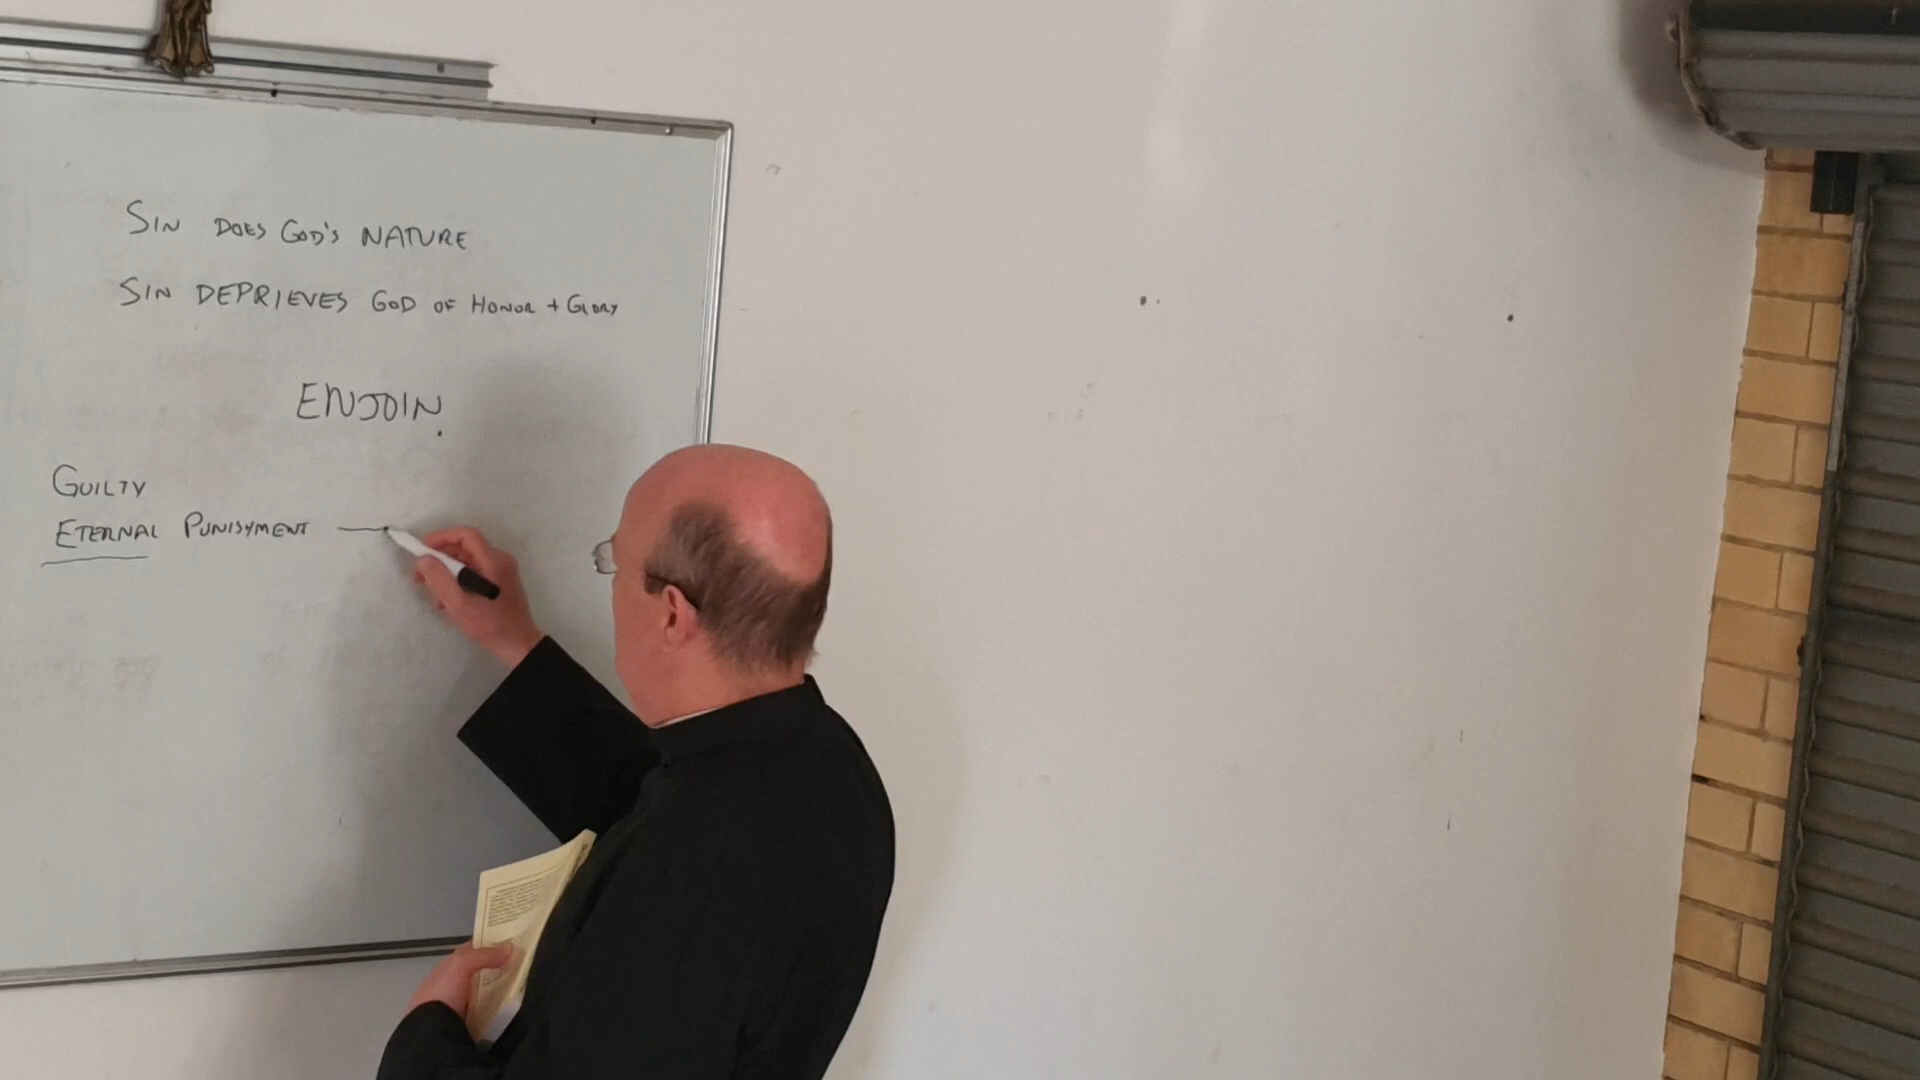 SIN DOES GOD'S NATURE
SIN DEPRIEVES GOD OF HONOR + GLORY
ENJOIN.
GUILTY
ETERNAL PUNISYMENT —